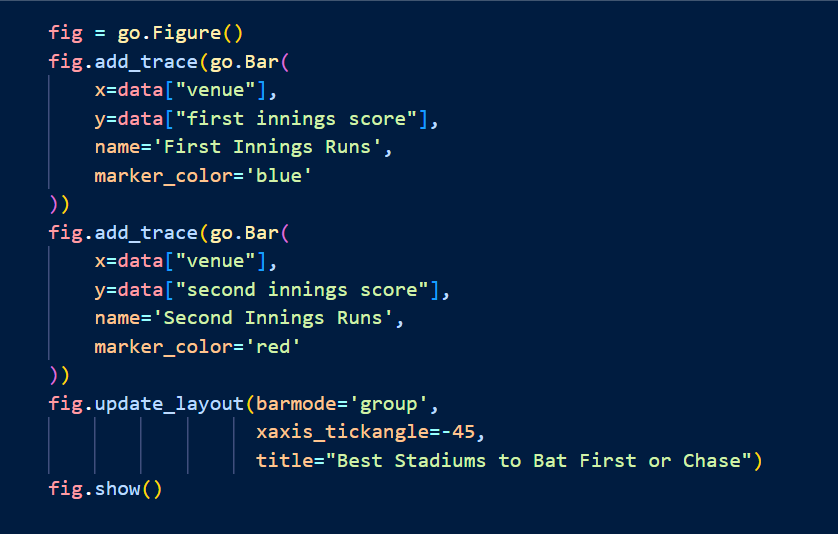 fig = go.Figure()
fig.add_trace(go.Bar(
    x=data["venue"],
    y=data["first innings score"],
    name='First Innings Runs',
    marker_color='blue'
))
fig.add_trace(go.Bar(
    x=data["venue"],
    y=data["second innings score"],
    name='Second Innings Runs',
    marker_color='red'
))
fig.update_layout(barmode='group',
                  xaxis_tickangle=-45,
                  title="Best Stadiums to Bat First or Chase")
fig.show()